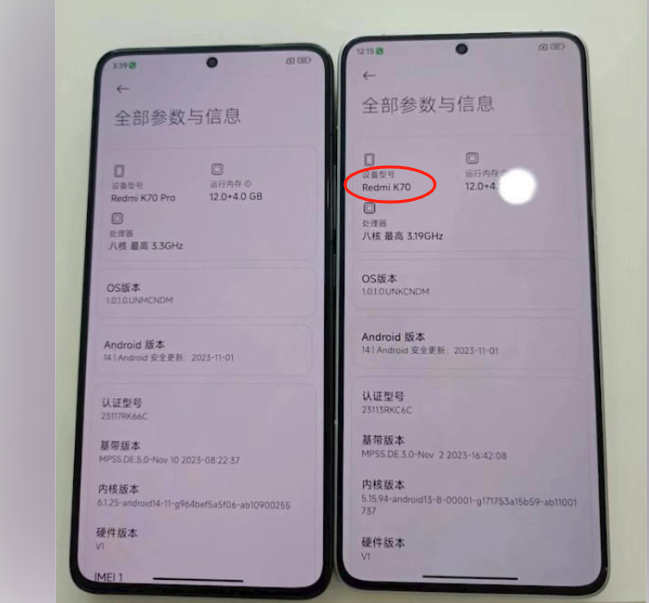 3:39
全部参数与信息
设备型号
Redmi K70 Pro
运行内存
12.0+4.0 GB
处理器
八核 最高 3.3GHz
OS版本
1.0.1.0.UNMCNDM
Android 版本
14 | Android 安全更新：2023-11-01
认证型号
23117RK66C
基带版本
MPSS.DE.5.0-Nov 10 2023-08:22:37
内核版本
6.1.25-android14-11-g964bef5a5f06-ab10900255
硬件版本
V1
IMEI 1
12:15
全部参数与信息
设备型号
Redmi K70
运行内存
12.0+4.
处理器
八核 最高 3.19GHz
OS版本
1.0.1.0.UNKCNDM
Android 版本
14 | Android 安全更新：2023-11-01
认证型号
23113RKC6C
基带版本
MPSS.DE.3.0-Nov 2 2023-16:42:08
内核版本
5.15.94-android13-8-00001-g171753a15b59-ab11001
737
硬件版本
V1